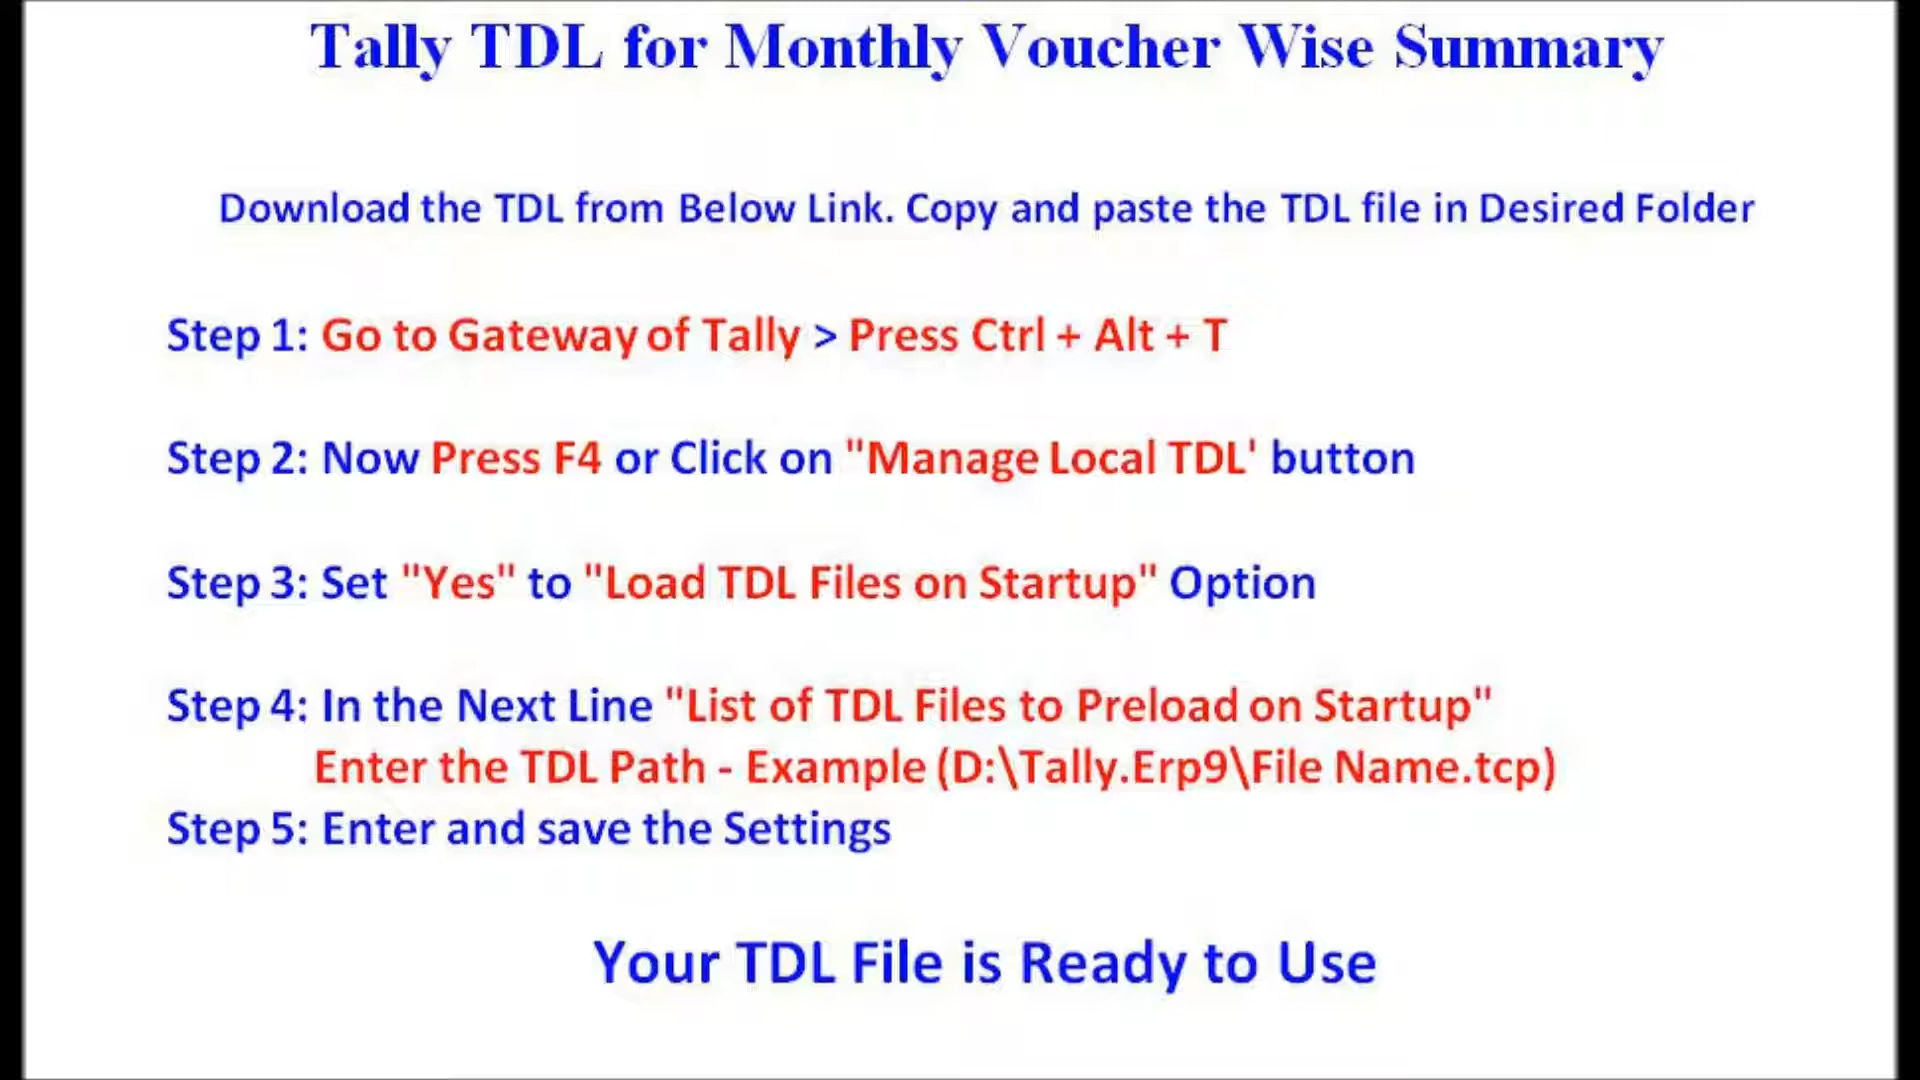 Tally TDL for Monthly Voucher Wise Summary
Download the TDL from Below Link. Copy and paste the TDL file in Desired Folder
Step 1: Go to Gateway of Tally > Press Ctrl + Alt + T
Step 2: Now Press F4 or Click on "Manage Local TDL' button
Step 3: Set "Yes" to "Load TDL Files on Startup" Option
Step 4: In the Next Line "List of TDL Files to Preload on Startup"
Enter the TDL Path - Example (D:\Tally.Erp9\File Name.tcp)
Step 5: Enter and save the Settings
Your TDL File is Ready to Use